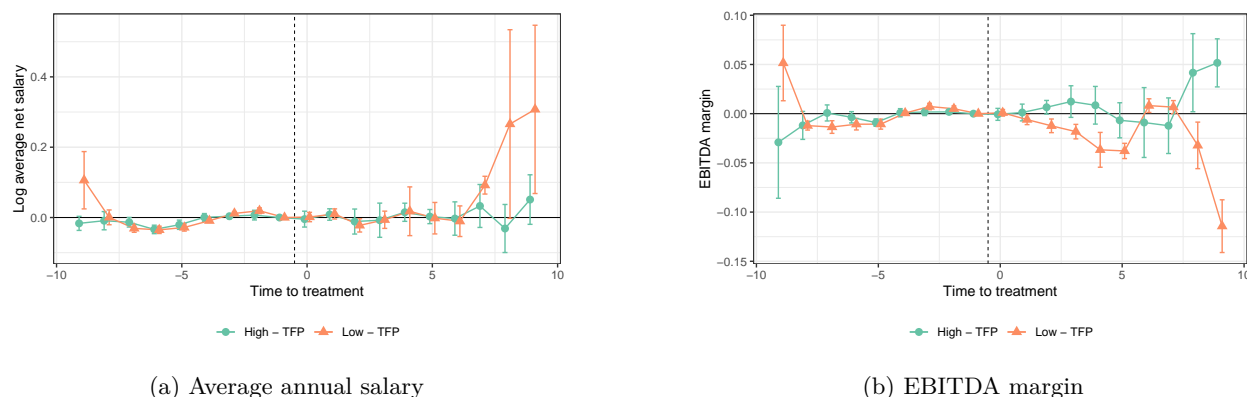 0.4
0.2
0.0
Log average net salary
−10
−5
0
5
10
Time to treatment
High − TFP
Low − TFP
(a) Average annual salary
0.10
0.05
0.00
−0.05
−0.10
−0.15
EBITDA margin
−10
−5
0
5
10
Time to treatment
High − TFP
Low − TFP
(b) EBITDA margin